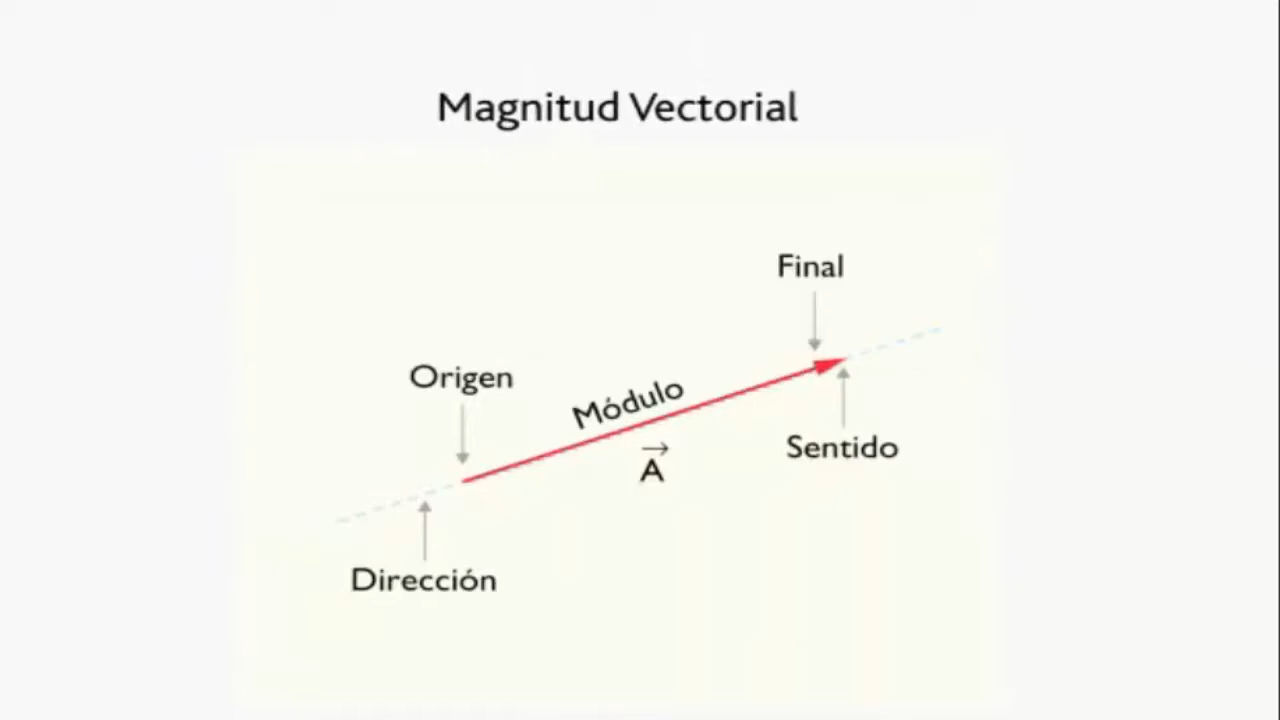 Magnitud Vectorial
Final
Origen
Módulo
Sentido
A
Dirección